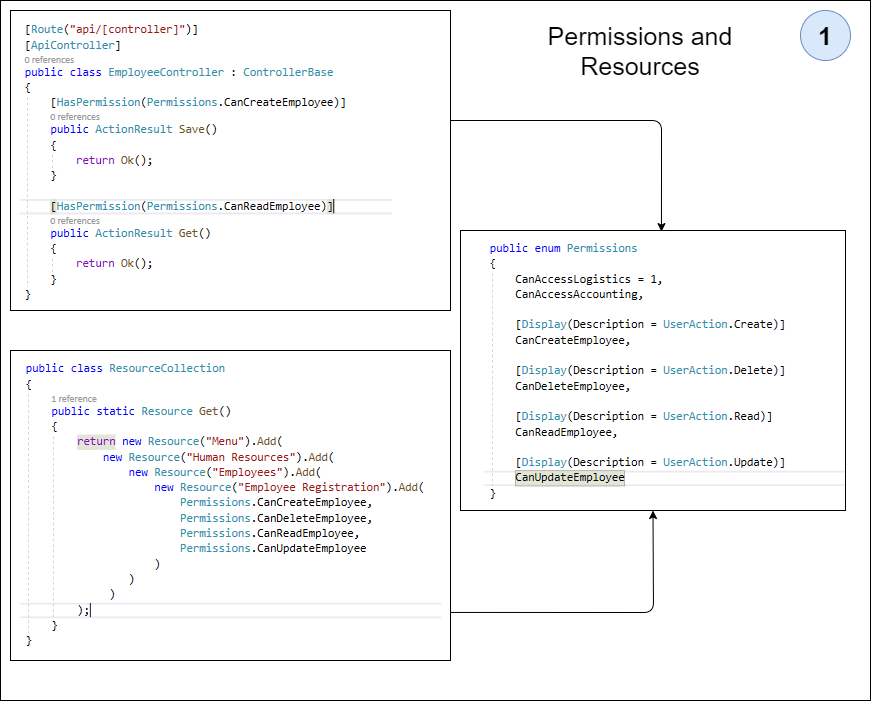 Permissions and
Resources
1
[Route("api/[controller]")]
[ApiController]
0 references
public class EmployeeController : ControllerBase
{
[HasPermission(Permissions.CanCreateEmployee)]
0 references
public ActionResult Save()
{
return Ok();
}
[HasPermission(Permissions.CanReadEmployee)]
0 references
public ActionResult Get()
{
return Ok();
}
}
public class ResourceCollection
{
1 reference
public static Resource Get()
{
return new Resource("Menu").Add(
new Resource("Human Resources").Add(
new Resource("Employees").Add(
new Resource("Employee Registration").Add(
Permissions.CanCreateEmployee,
Permissions.CanDeleteEmployee,
Permissions.CanReadEmployee,
Permissions.CanUpdateEmployee
)
)
)
);
}
}
public enum Permissions
{
CanAccessLogistics = 1,
CanAccessAccounting,
[Display(Description = UserAction.Create)]
CanCreateEmployee,
[Display(Description = UserAction.Delete)]
CanDeleteEmployee,
[Display(Description = UserAction.Read)]
CanReadEmployee,
[Display(Description = UserAction.Update)]
CanUpdateEmployee
}